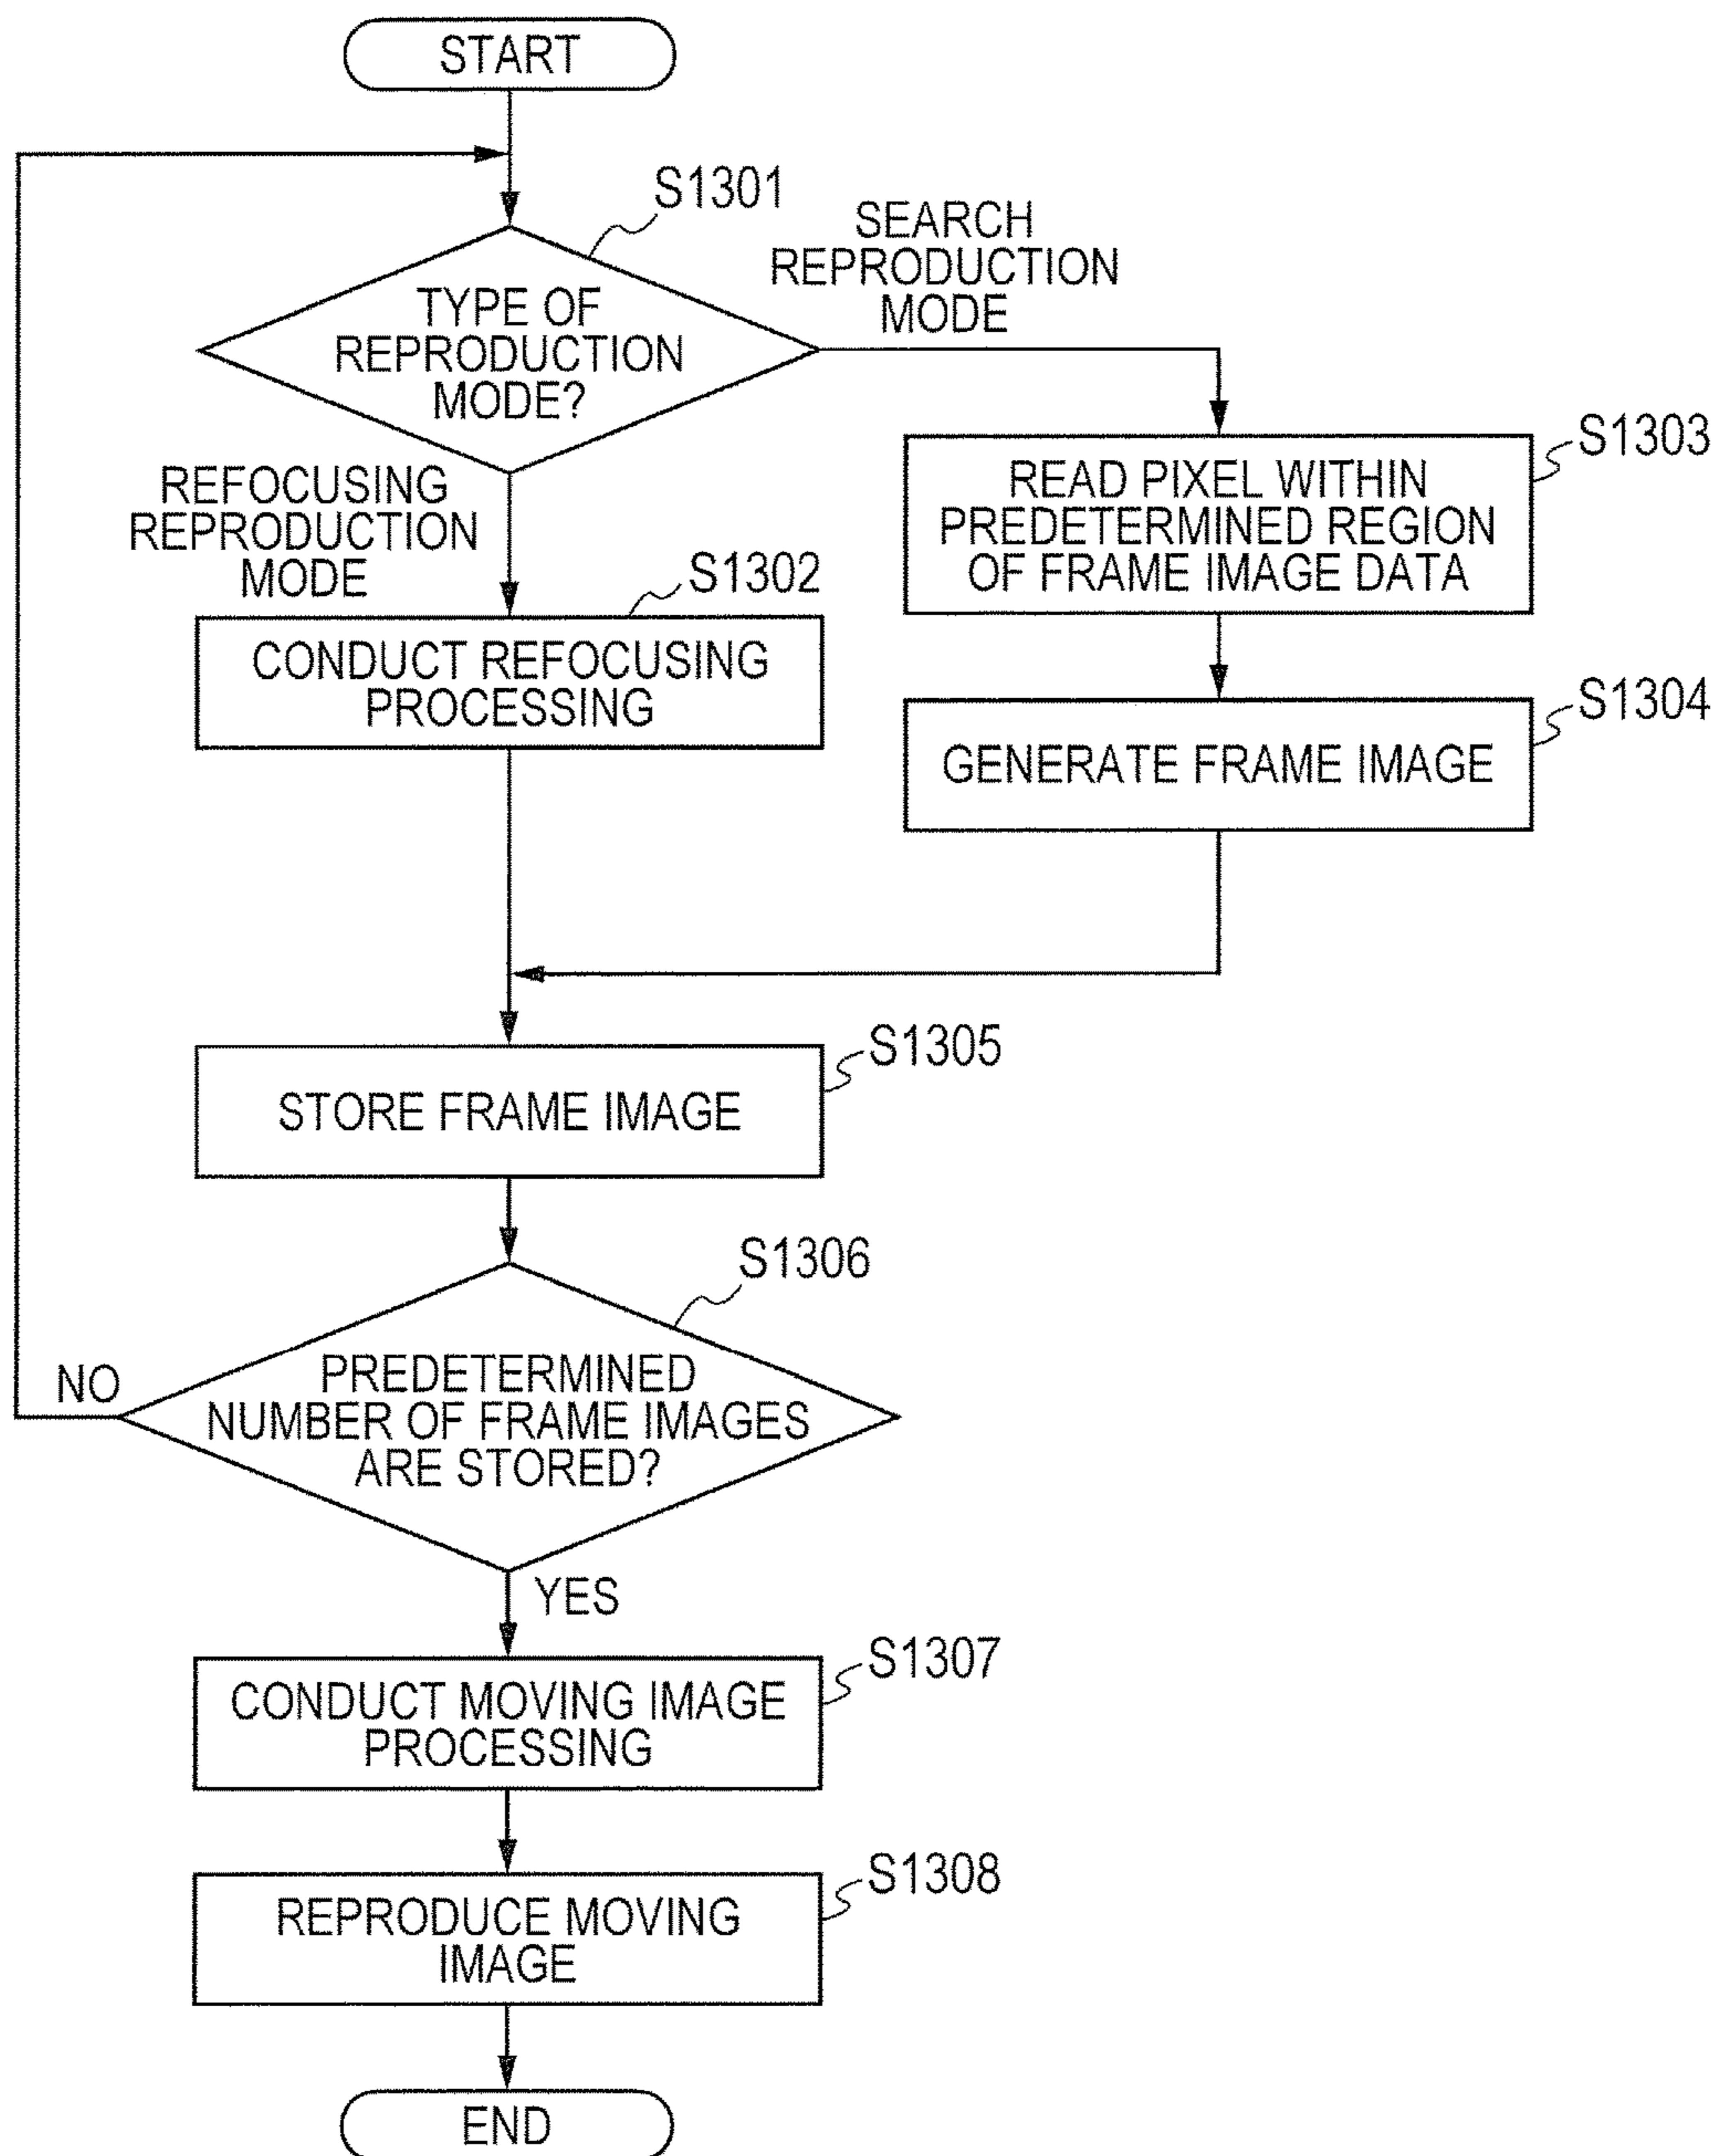 START
S1301
SEARCH
REPRODUCTION
MODE
TYPE OF
REPRODUCTION
MODE?
REFOCUSING
REPRODUCTION
MODE
S1303
READ PIXEL WITHIN
PREDETERMINED REGION
OF FRAME IMAGE DATA
S1302
CONDUCT REFOCUSING
PROCESSING
S1304
GENERATE FRAME IMAGE
S1305
STORE FRAME IMAGE
S1306
PREDETERMINED
NUMBER OF FRAME IMAGES
ARE STORED?
NO
YES
S1307
CONDUCT MOVING IMAGE
PROCESSING
S1308
REPRODUCE MOVING
IMAGE
END